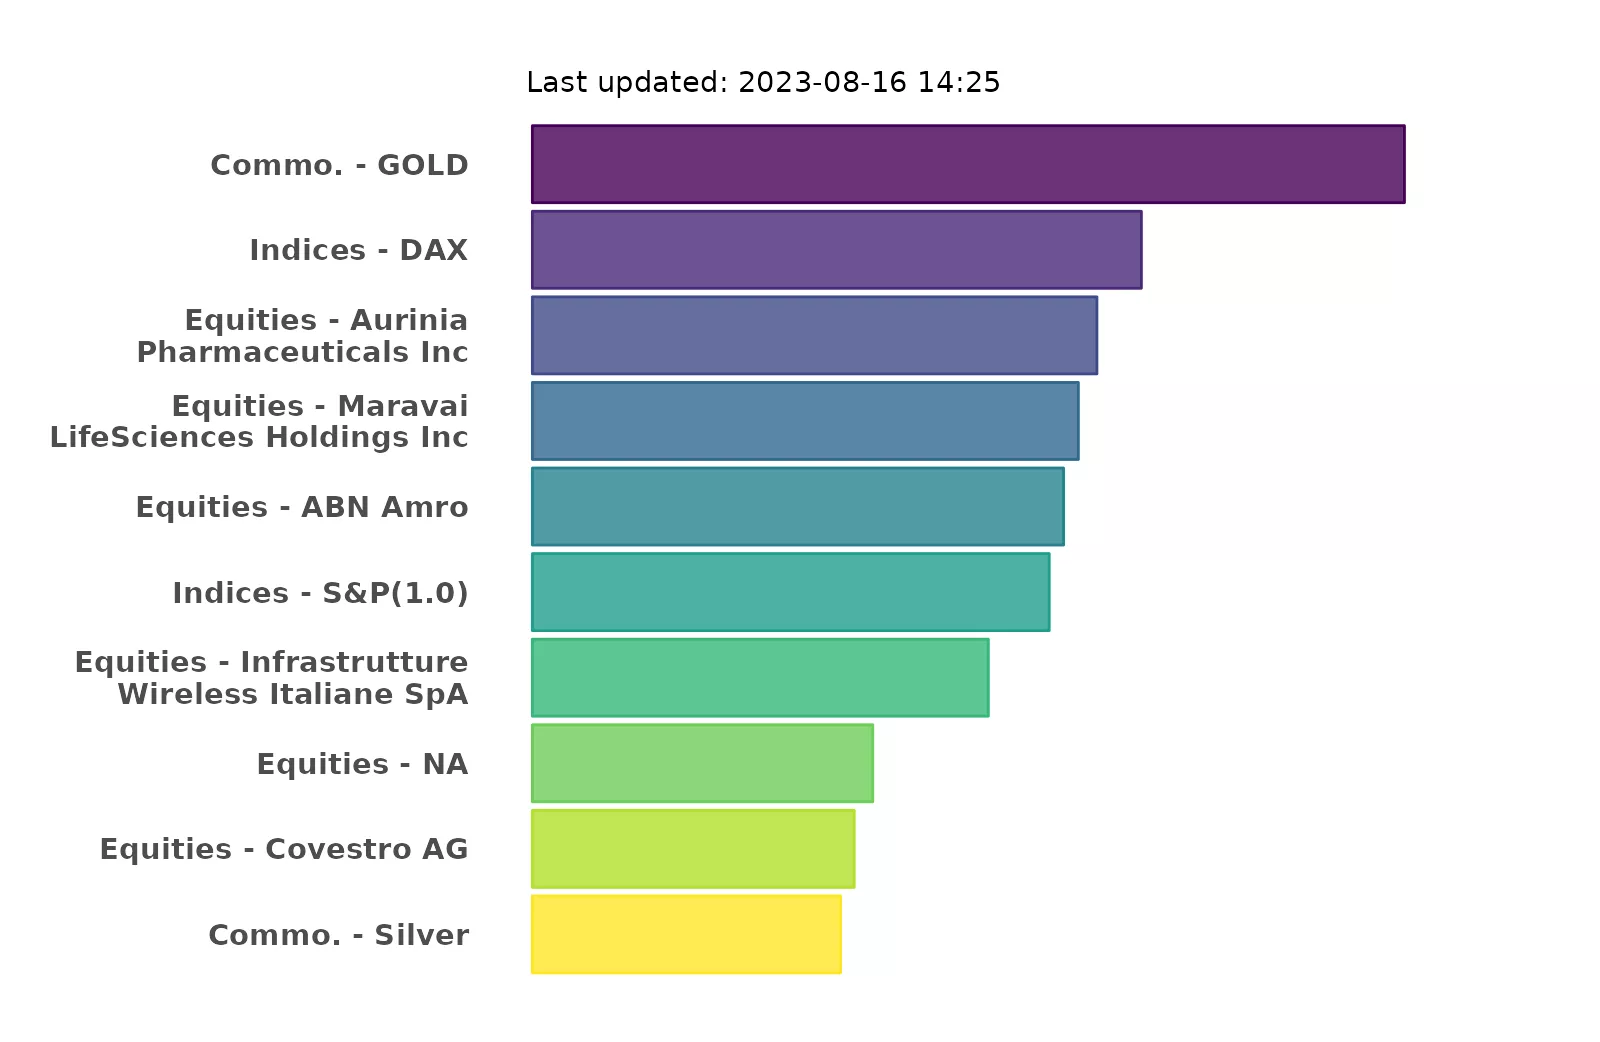 Last updated: 2023-08-16 14:25
Commo. - GOLD
Indices - DAX
Equities - Aurinia
Pharmaceuticals Inc
Equities - Maravai
LifeSciences Holdings Inc
Equities - ABN Amro
Indices - S&P(1.0)
Equities - Infrastrutture
Wireless Italiane SpA
Equities - NA
Equities - Covestro AG
Commo. - Silver